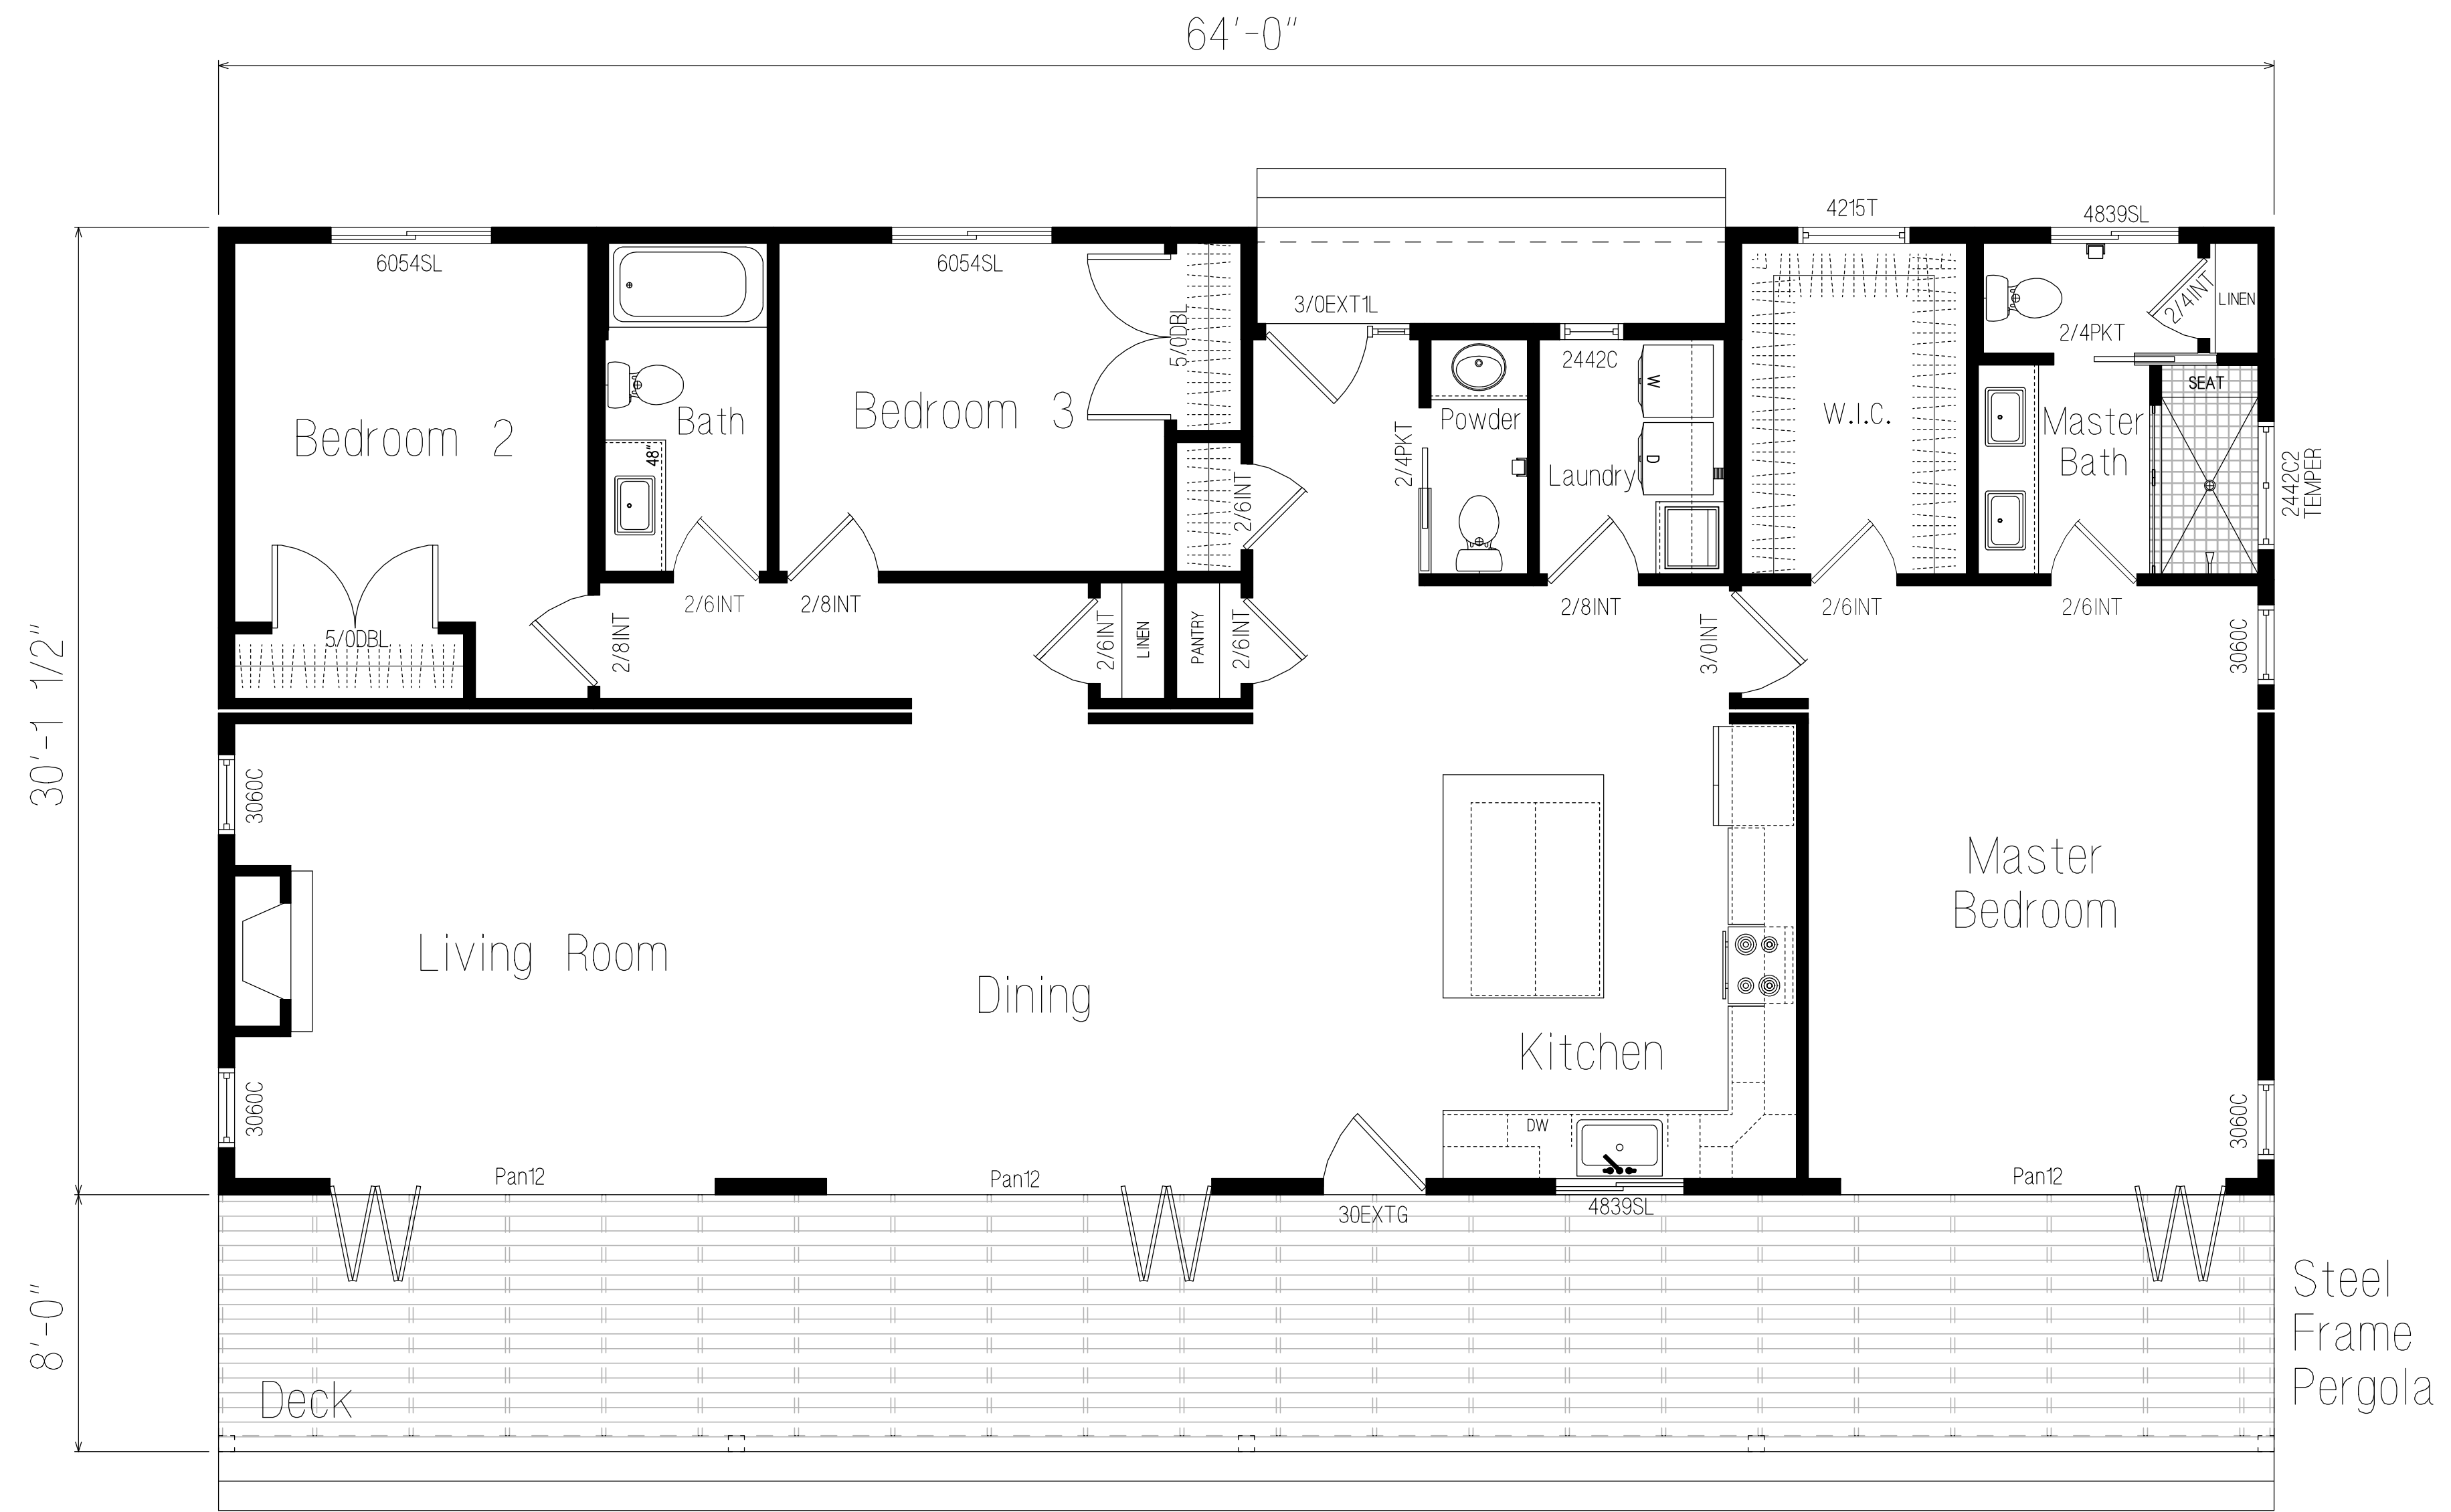 64'-0"
4215T
4839SL
6054SL
6054SL
3/0EXT1L
2/4INT
LINEN
2/4PKT
5/0DBL
2442C
W
SEAT
Bedroom 2
Bath
Bedroom 3
Powder
W.I.C.
Master
Bath
48"
2/4PKT
D
Laundry
2442C2
TEMPER
2/6INT
5/0DBL
2/8INT
2/6INT
2/8INT
2/6INT
LINEN
PANTRY
2/6INT
2/8INT
3/0INT
2/6INT
2/6INT
3060C
30'-1 1/2"
3060C
Master
Bedroom
Living Room
Dining
Kitchen
3060C
DW
3060C
Pan12
Pan12
Pan12
30EXTG
4839SL
8'-0"
Deck
Steel
Frame
Pergola